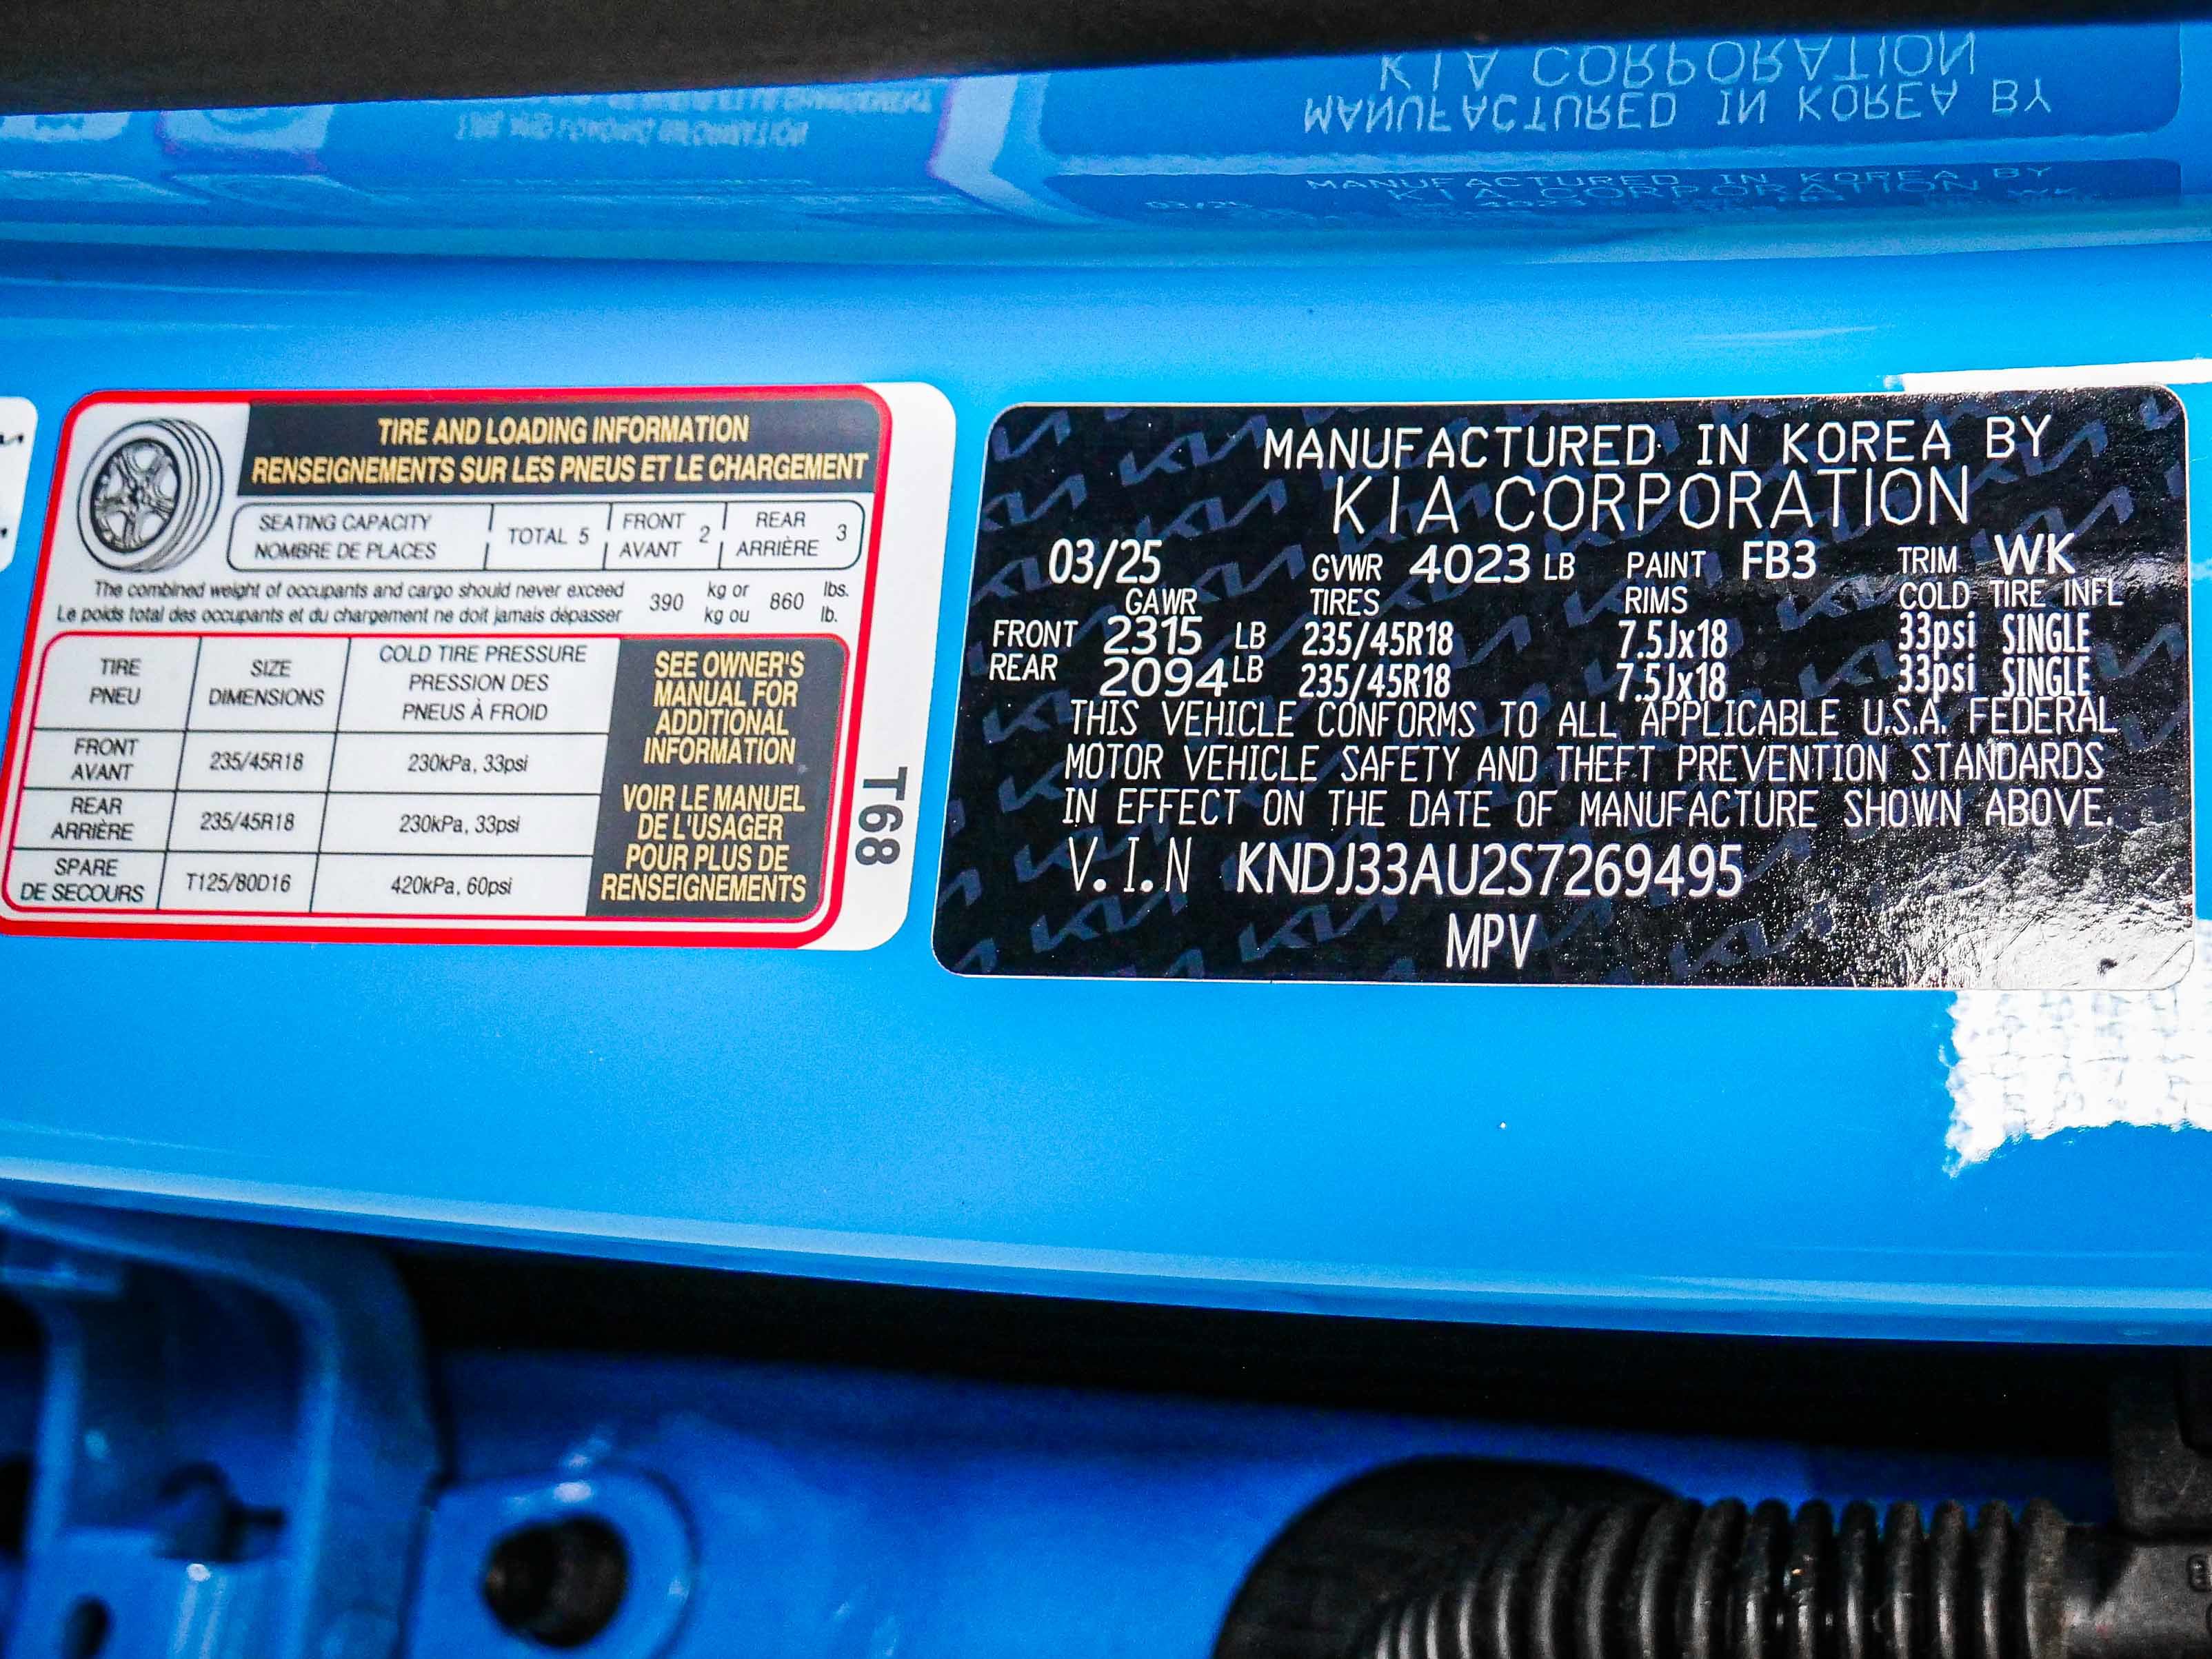 TIRE AND LOADING INFORMATION
RENSEIGNEMENTS SUR LES PNEUS ET LE CHARGEMENT
SEATING CAPACITY
NOMBRE DE PLACES
TOTAL 5
FRONT
AVANT
2
REAR
ARRIÈRE
3
The combined weight of occupants and cargo should never exceed
Le poids total des occupants et du chargement ne doit jamais dépasser
390
kg or
kg ou
860
lbs.
lb.
TIRE
PNEU
SIZE
DIMENSIONS
COLD TIRE PRESSURE
PRESSION DES
PNEUS À FROID
FRONT
AVANT
235/45R18
230kPa, 33psi
REAR
ARRIÈRE
235/45R18
230kPa, 33psi
SPARE
DE SECOURS
T125/80D16
420kPa, 60psi
SEE OWNER'S
MANUAL FOR
ADDITIONAL
INFORMATION
VOIR LE MANUEL
DE L'USAGER
POUR PLUS DE
RENSEIGNEMENTS
T68
MANUFACTURED IN KOREA BY
KIA CORPORATION
03/25 GVWR 4023 LB PAINT FB3 TRIM WK
GAWR TIRES RIMS COLD TIRE INFL
FRONT 2315 LB 235/45R18 7.5Jx18 33psi SINGLE
REAR 2094 LB 235/45R18 7.5Jx18 33psi SINGLE
THIS VEHICLE CONFORMS TO ALL APPLICABLE U.S.A. FEDERAL
MOTOR VEHICLE SAFETY AND THEFT PREVENTION STANDARDS
IN EFFECT ON THE DATE OF MANUFACTURE SHOWN ABOVE.
V.I.N KNDJ33AU2S7269495
MPV